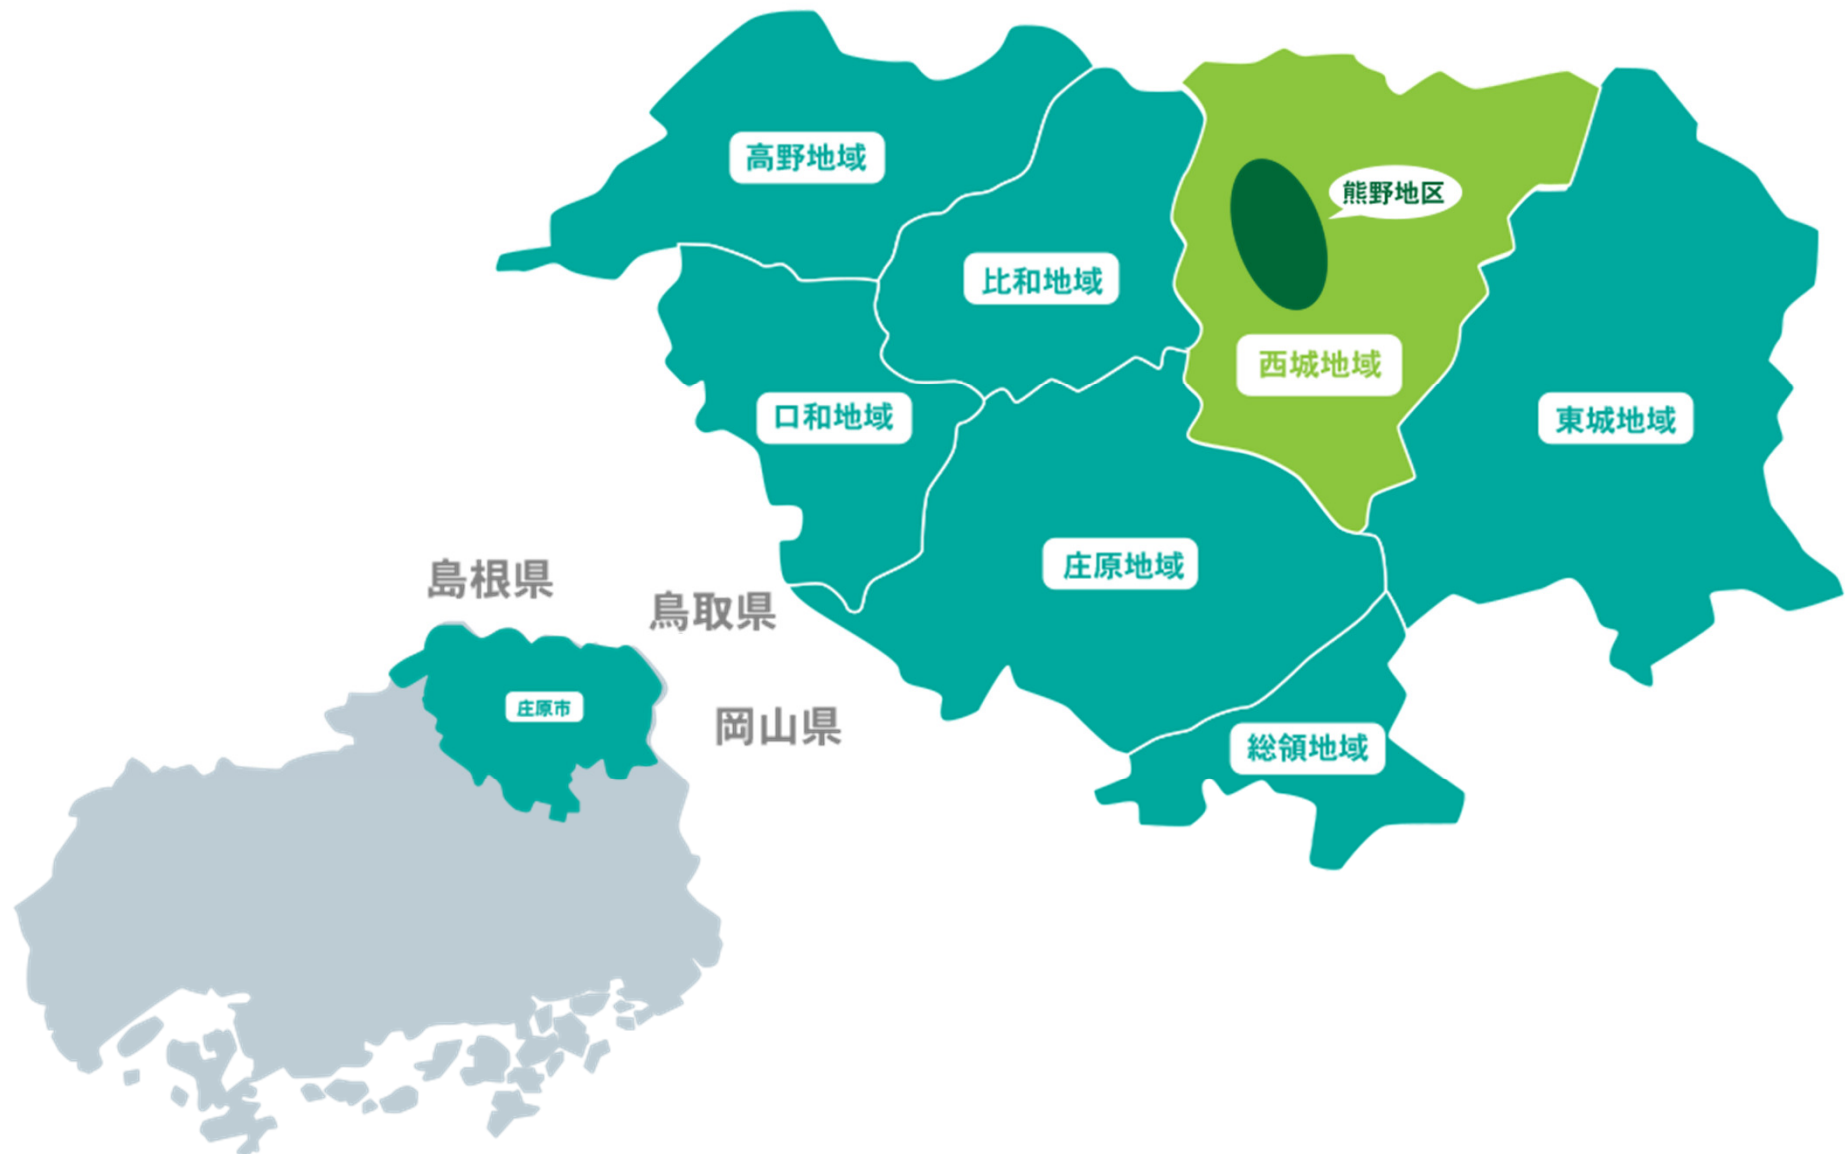 高野地域
熊野地区
比和地域
西城地域
口和地域
東城地域
庄原地域
島根県
鳥取県
庄原市
岡山県
総領地域